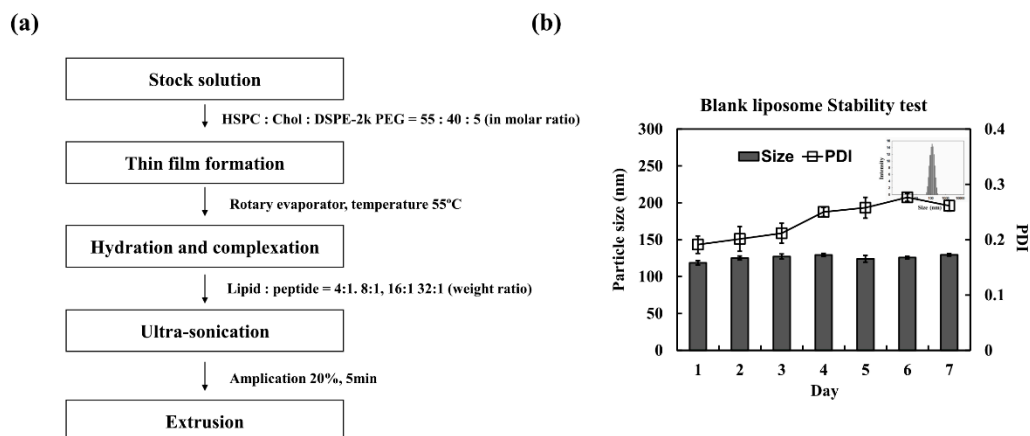 (a)
Stock solution
HSPC : Chol : DSPE-2k PEG = 55 : 40 : 5 (in molar ratio)
Thin film formation
Rotary evaporator, temperature 55ºC
Hydration and complexation
Lipid : peptide = 4:1. 8:1, 16:1 32:1 (weight ratio)
Ultra-sonication
Amplication 20%, 5min
Extrusion
(b)
Blank liposome Stability test
Size
PDI
Particle size (nm)
300
250
200
150
100
50
0
0.4
0.3
0.2
0.1
0
PDI
Intensity
Size (nm)
1 2 3 4 5 6 7
Day